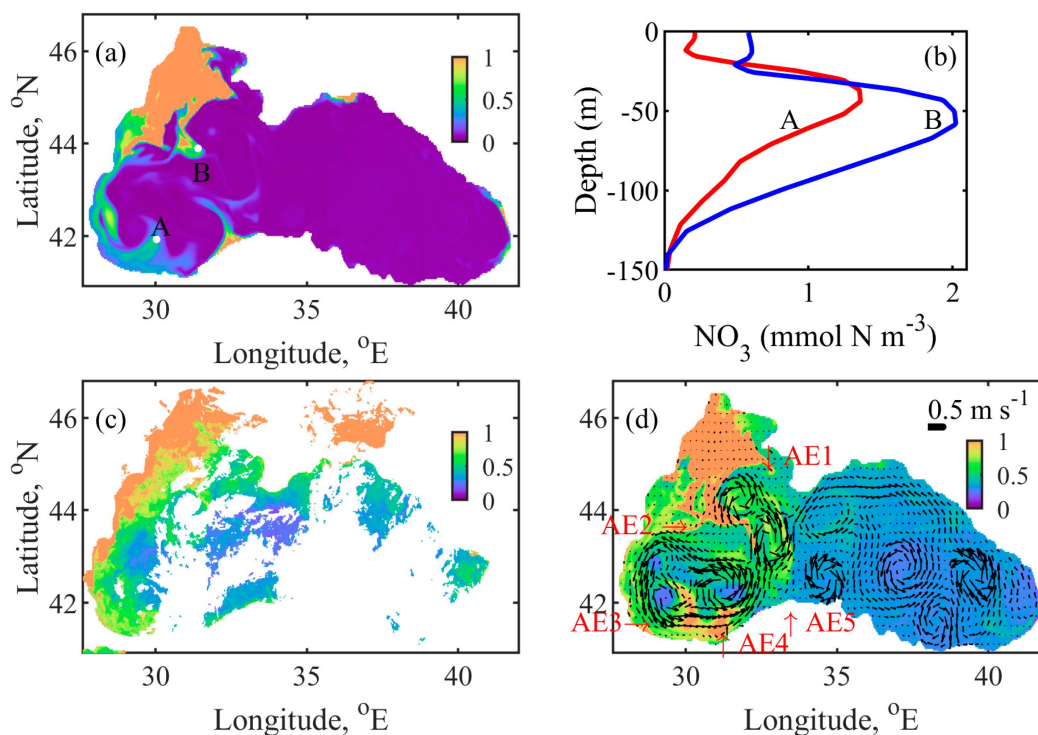 (a)
46
44
42
Latitude, °N
1
0.5
0
B
A
30 35 40
Longitude, °E
(b)
0
-50
-100
-150
Depth (m)
A
B
0 1 2
NO3 (mmol N m-3)
(c)
46
44
42
Latitude, °N
1
0.5
0
30 35 40
Longitude, °E
(d)
0.5 m s-1
46
44
42
1
0.5
0
↓ AE1
AE2 →
AE3 →
↑ AE4
↑ AE5
30 35 40
Longitude, °E